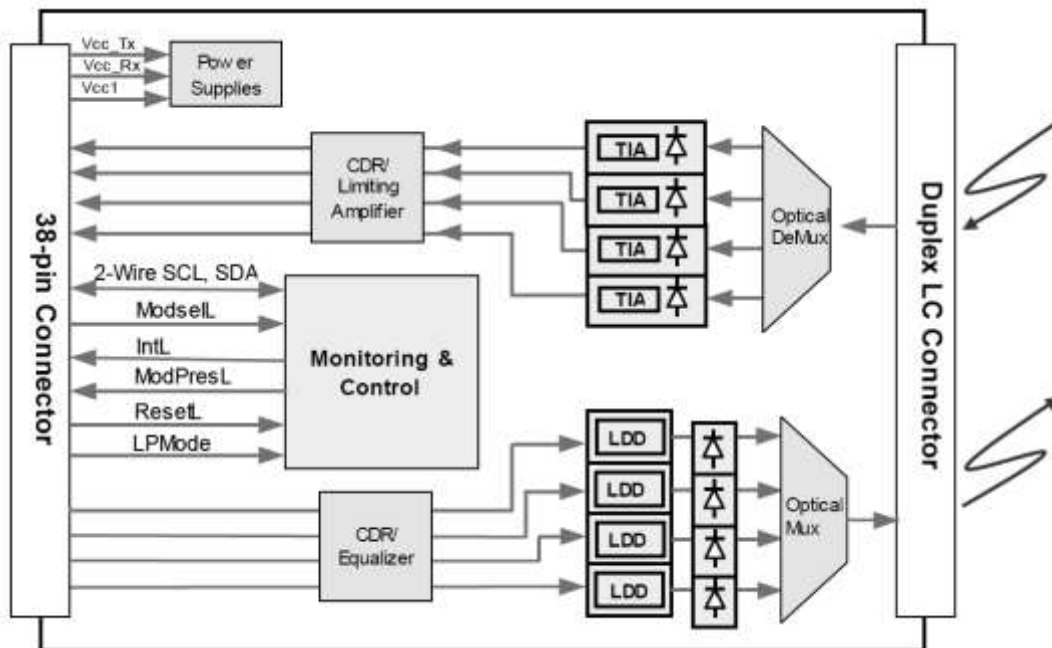 Vcc_Tx
Vcc_Rx
Vcc1
Power
Supplies
CDR/
Limiting
Amplifier
TIA
TIA
TIA
TIA
Optical
DeMux
38-pin Connector
Duplex LC Connector
2-Wire SCL, SDA
ModselL
IntL
ModPresL
ResetL
LPMode
Monitoring &
Control
CDR/
Equalizer
LDD
LDD
LDD
LDD
Optical
Mux